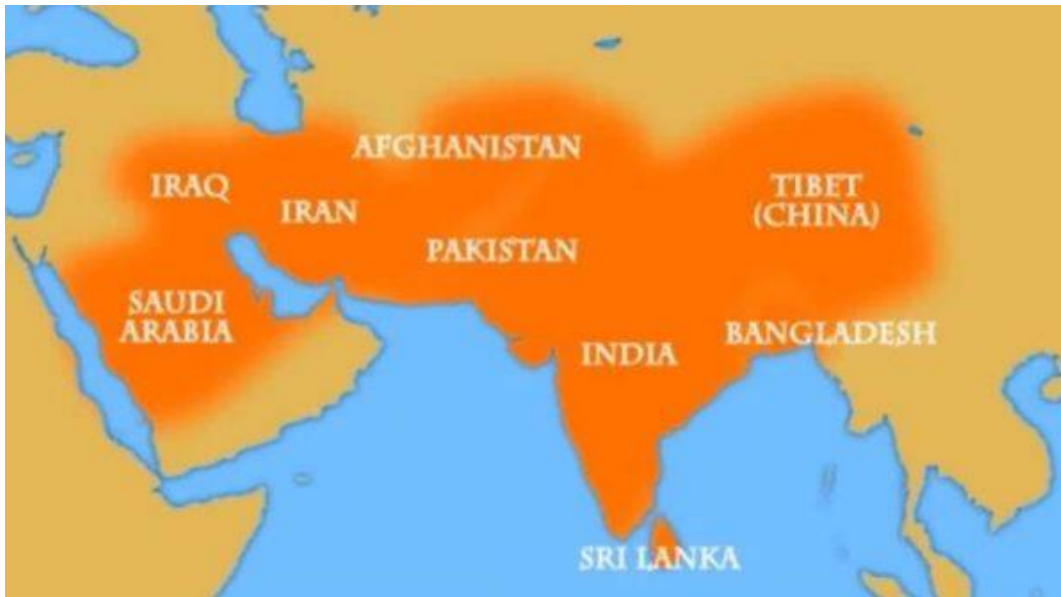 AFGHANISTAN
IRAQ
IRAN
TIBET
(CHINA)
PAKISTAN
SAUDI
ARABIA
INDIA
BANGLADESH
SRI LANKA